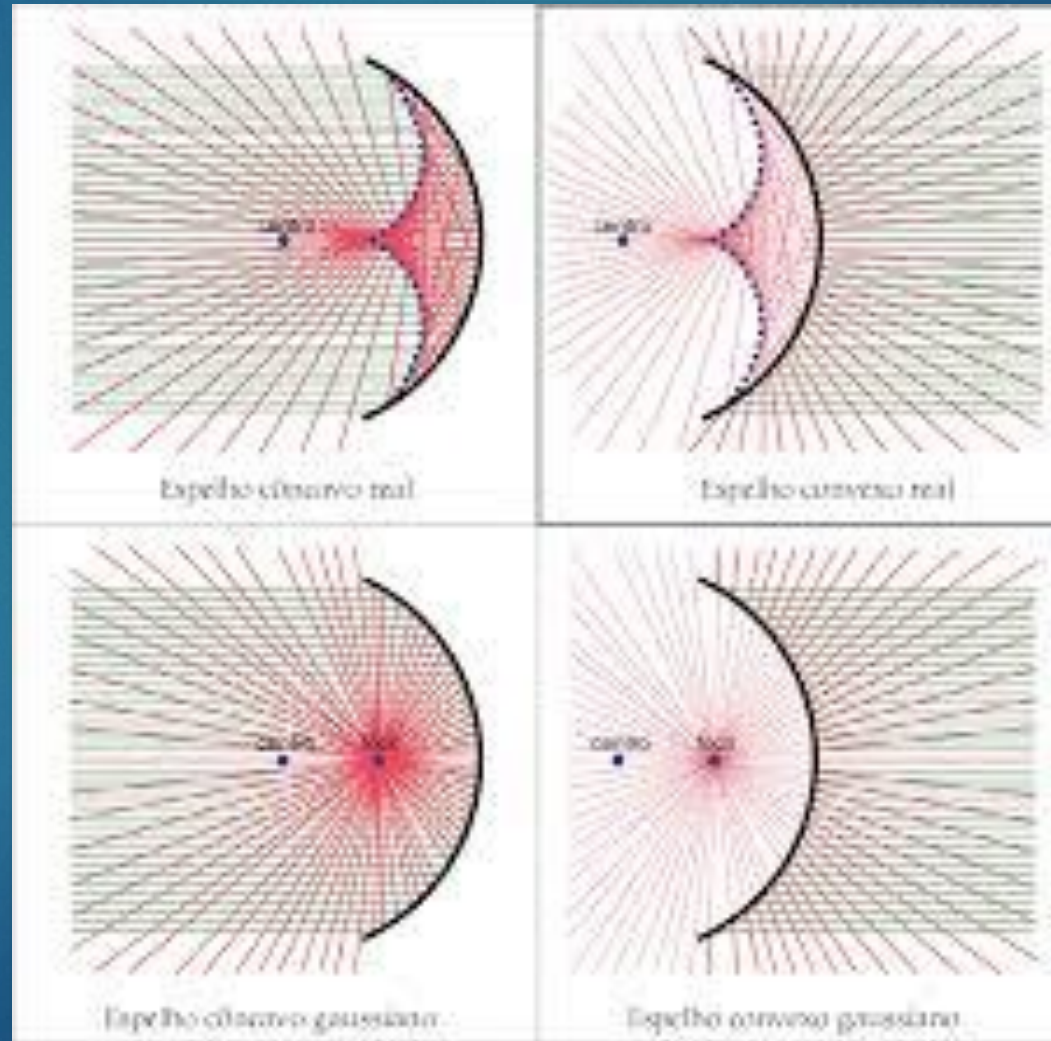 centro
Espelho côncavo real
centro
Espelho convexo real
centro foco
Espelho côncavo gaussiano
centro foco
Espelho convexo gaussiano